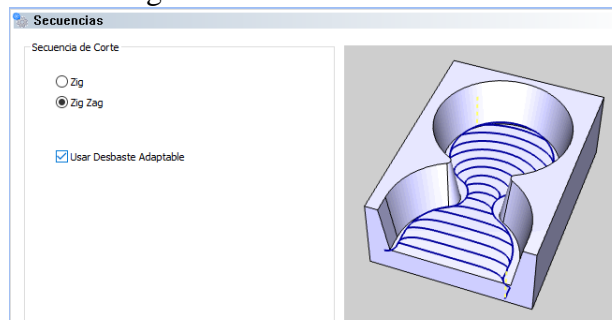 Secuencias
Secuencia de Corte
Zig
Zig Zag
Usar Desbaste Adaptable